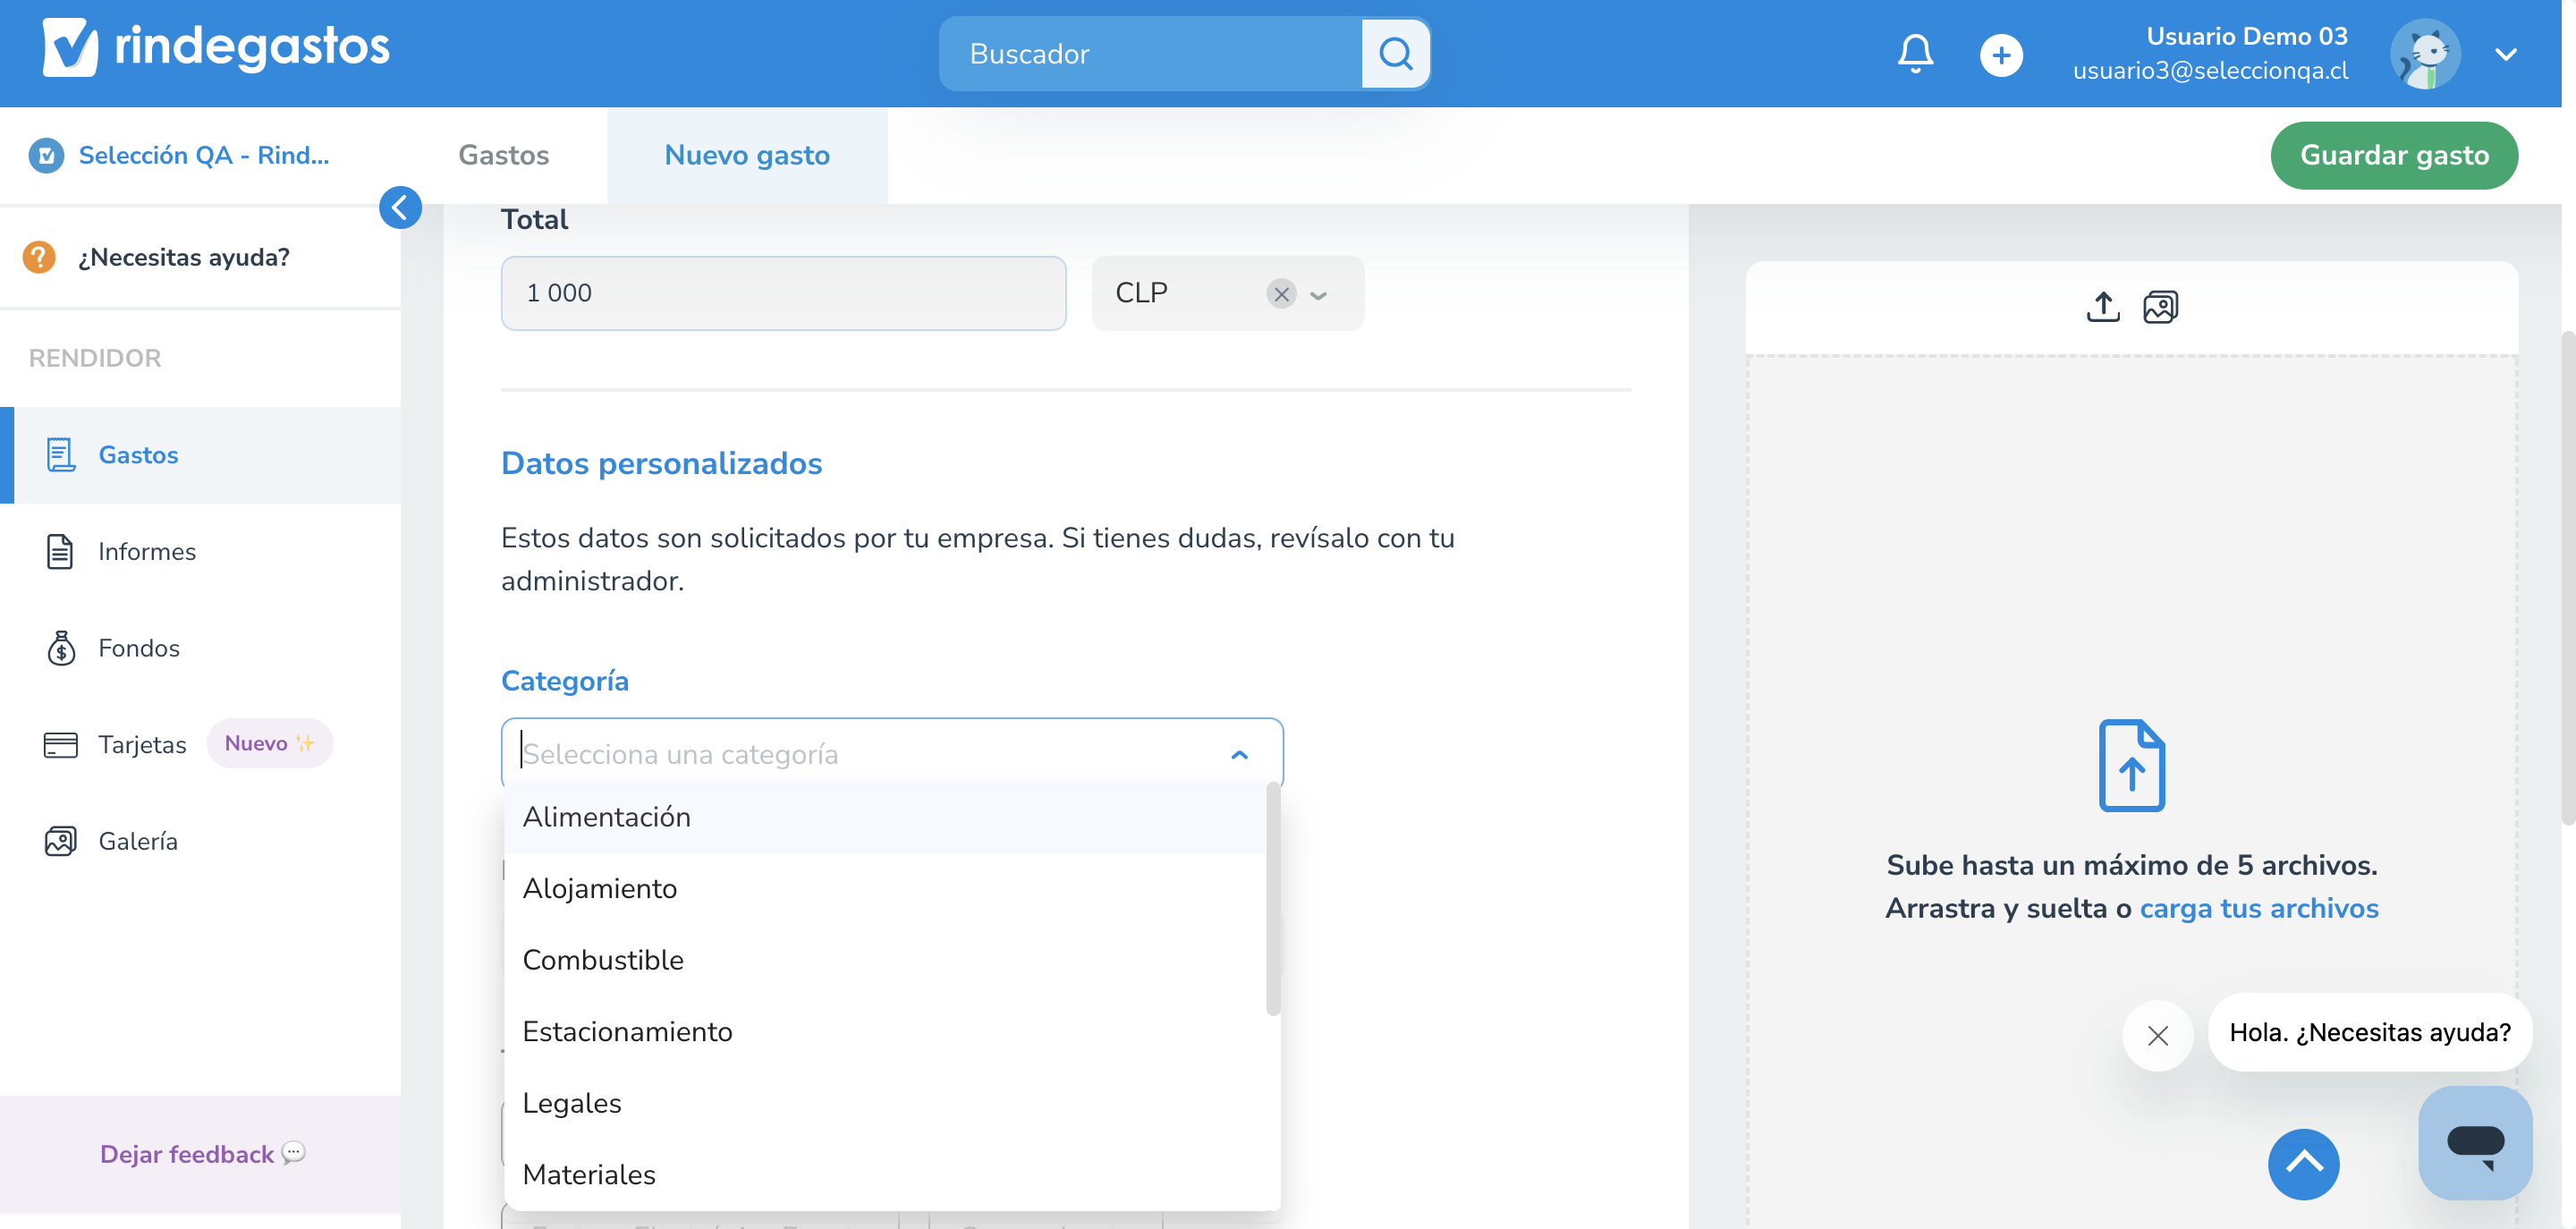 rindegastos
Buscador
Usuario Demo 03
usuario3@seleccionqa.cl
Selección QA - Rind...
Gastos
Nuevo gasto
Guardar gasto
¿Necesitas ayuda?
RENDIDOR
Gastos
Informes
Fondos
Tarjetas
Nuevo ✨
Galería
Dejar feedback 💬
Total
1 000
CLP
Datos personalizados
Estos datos son solicitados por tu empresa. Si tienes dudas, revísalo con tu
administrador.
Categoría
Selecciona una categoría
Alimentación
Alojamiento
Combustible
Estacionamiento
Legales
Materiales
Sube hasta un máximo de 5 archivos.
Arrastra y suelta o carga tus archivos
Hola. ¿Necesitas ayuda?